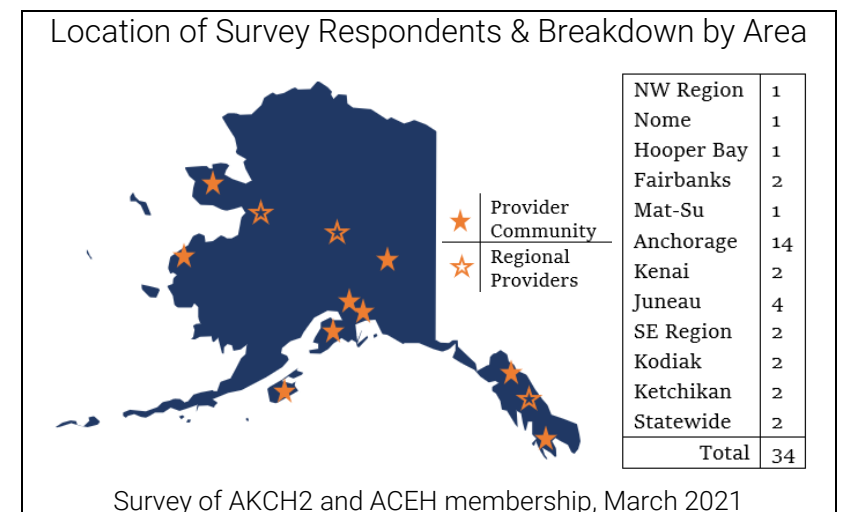 Location of Survey Respondents & Breakdown by Area
Provider
Community
Regional
Providers
NW Region 1
Nome 1
Hooper Bay 1
Fairbanks 2
Mat-Su 1
Anchorage 14
Kenai 2
Juneau 4
SE Region 2
Kodiak 2
Ketchikan 2
Statewide 2
Total 34
Survey of AKCH2 and ACEH membership, March 2021